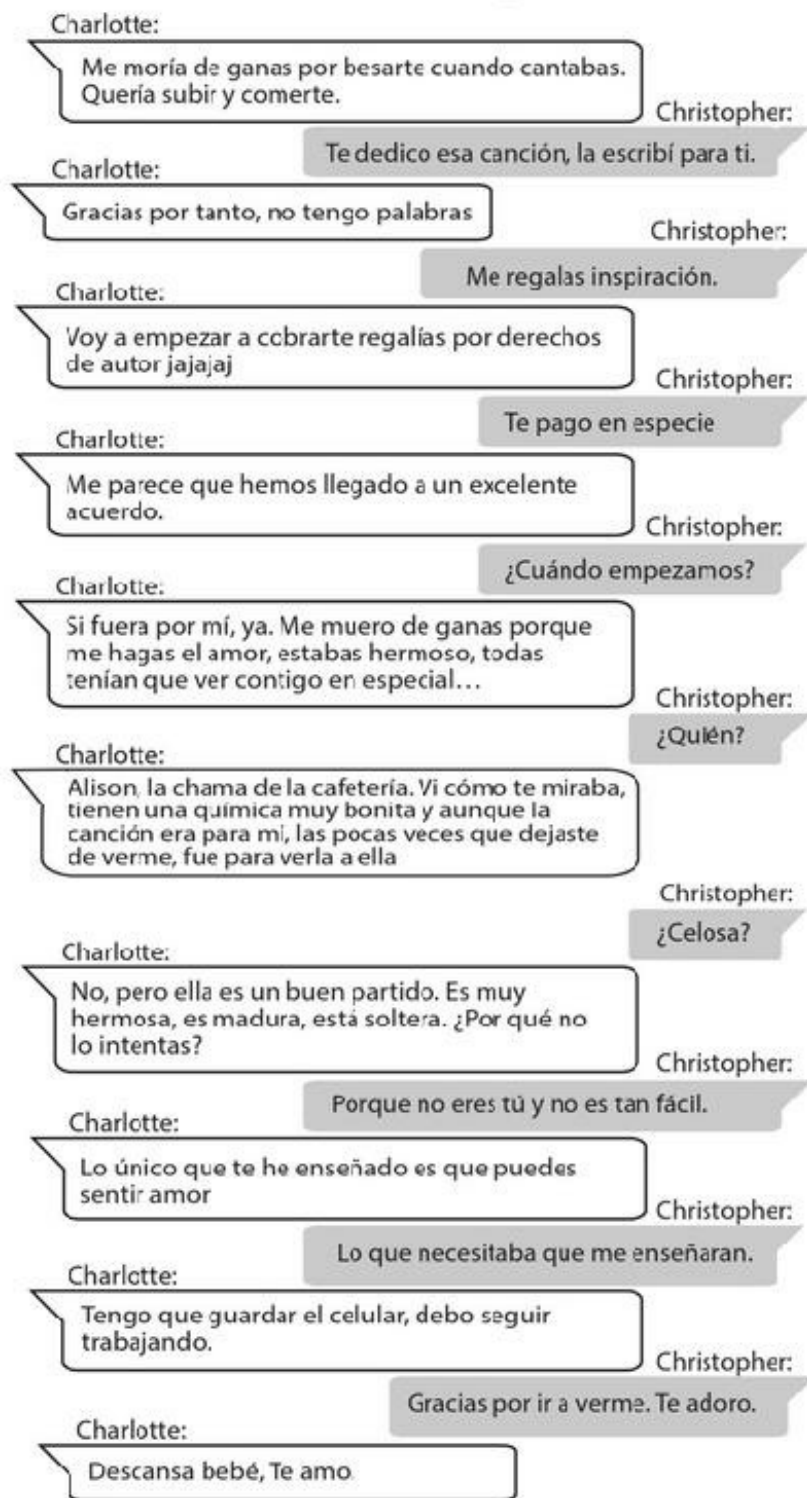 Charlotte:
Me moría de ganas por besarte cuando cantabas.
Quería subir y comerte.
Christopher:
Te dedico esa canción, la escribí para ti.
Charlotte:
Gracias por tanto, no tengo palabras
Christopher:
Me regalas inspiración.
Charlotte:
Voy a empezar a cobrarte regalías por derechos
de autor jajajaj
Christopher:
Te pago en especie
Charlotte:
Me parece que hemos llegado a un excelente
acuerdo.
Christopher:
¿Cuándo empezamos?
Charlotte:
Si fuera por mí, ya. Me muero de ganas porque
me hagas el amor, estabas hermoso, todas
tenían que ver contigo en especial…
Christopher:
¿Quién?
Charlotte:
Alison, la chama de la cafetería. Vi cómo te miraba,
tienen una química muy bonita y aunque la
canción era para mi, las pocas veces que dejaste
de verme, fue para verla a ella
Christopher:
¿Celosa?
Charlotte:
No, pero ella es un buen partido. Es muy
hermosa, es madura, está soltera. ¿Por qué no
lo intentas?
Christopher:
Porque no eres tú y no es tan fácil.
Charlotte:
Lo único que te he enseñado es que puedes
sentir amor
Christopher:
Lo que necesitaba que me enseñaran.
Charlotte:
Tengo que guardar el celular, debo seguir
trabajando.
Christopher:
Gracias por ir a verme. Te adoro.
Charlotte:
Descansa bebé, Te amo